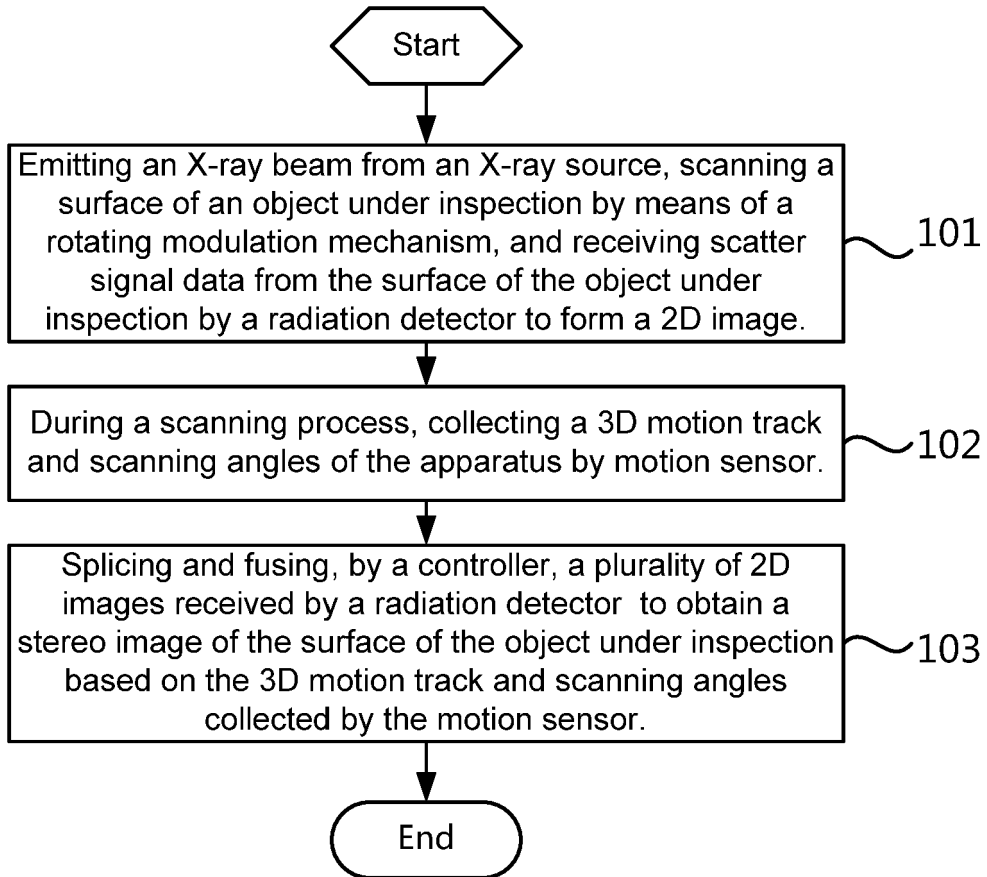 Start
Emitting an X-ray beam from an X-ray source, scanning a
surface of an object under inspection by means of a
rotating modulation mechanism, and receiving scatter
signal data from the surface of the object under
inspection by a radiation detector to form a 2D image.
101
During a scanning process, collecting a 3D motion track
and scanning angles of the apparatus by motion sensor.
102
Splicing and fusing, by a controller, a plurality of 2D
images received by a radiation detector to obtain a
stereo image of the surface of the object under inspection
based on the 3D motion track and scanning angles
collected by the motion sensor.
103
End